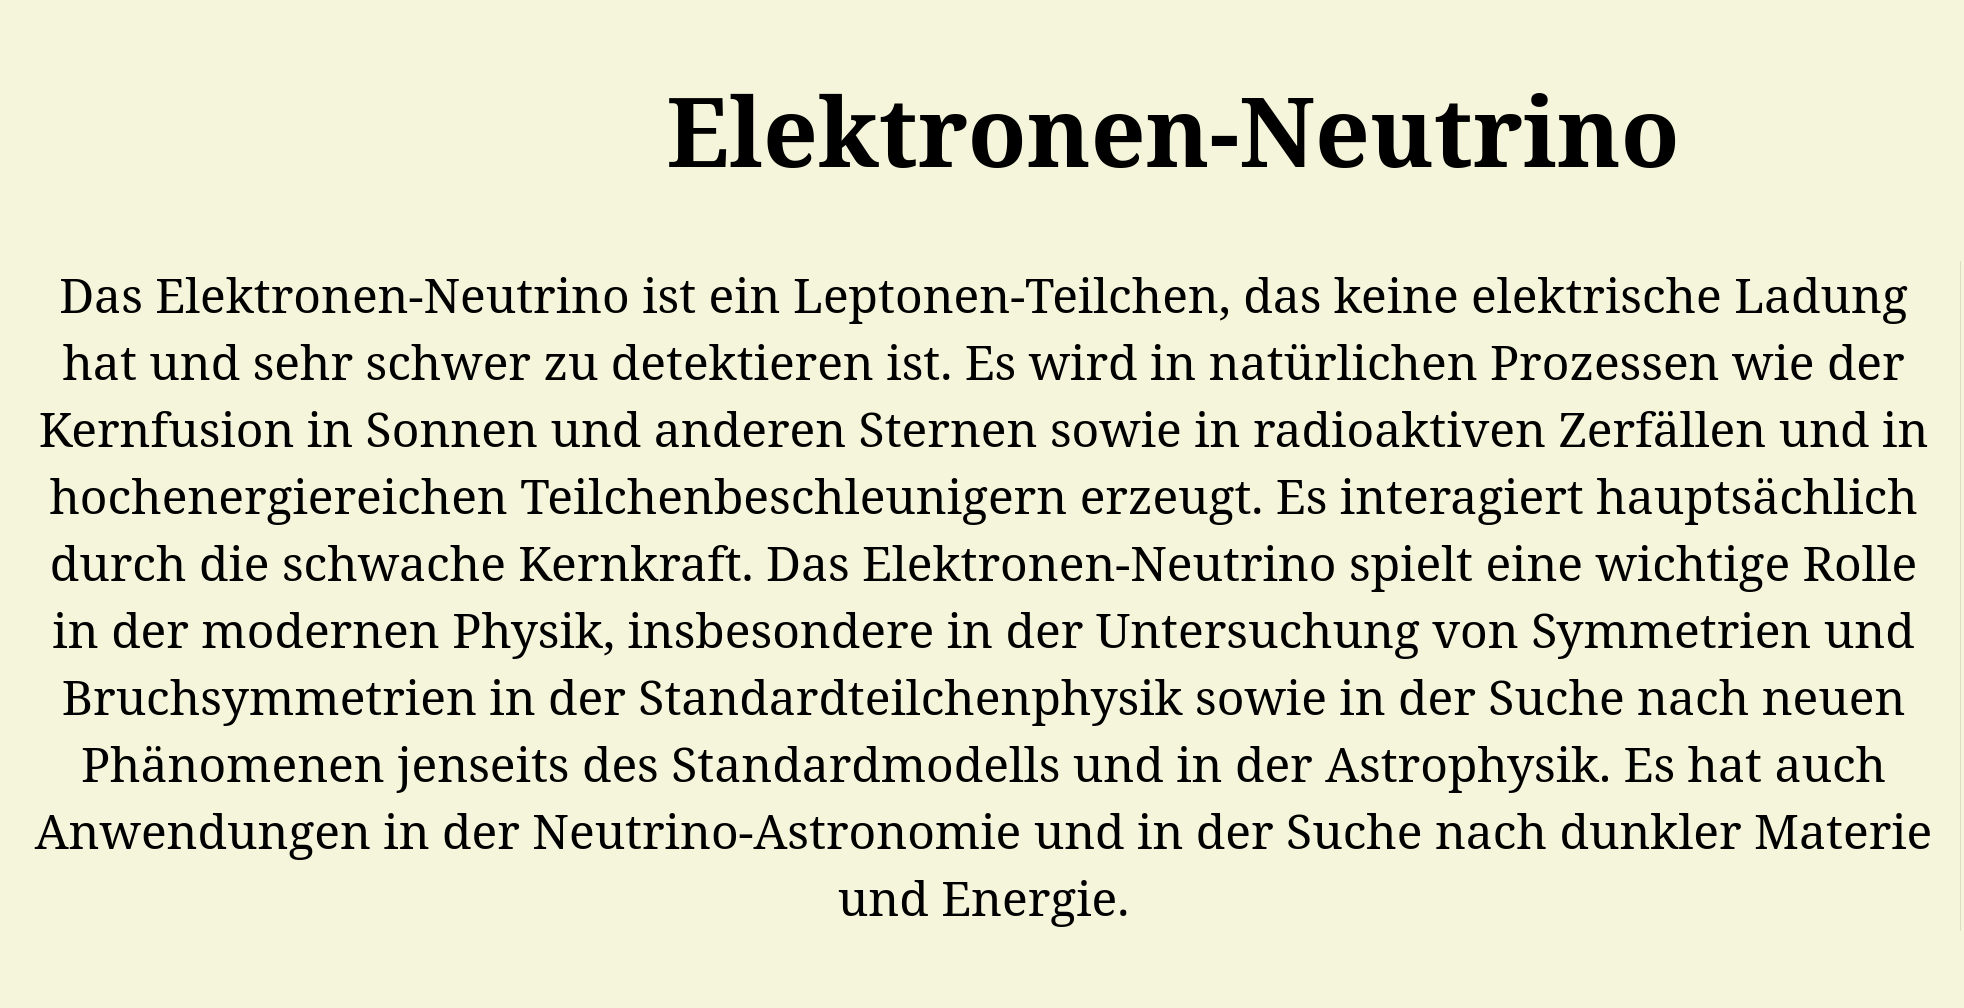 Elektronen-Neutrino
Das Elektronen-Neutrino ist ein Leptonen-Teilchen, das keine elektrische Ladung
hat und sehr schwer zu detektieren ist. Es wird in natürlichen Prozessen wie der
Kernfusion in Sonnen und anderen Sternen sowie in radioaktiven Zerfällen und in
hochenergiereichen Teilchenbeschleunigern erzeugt. Es interagiert hauptsächlich
durch die schwache Kernkraft. Das Elektronen-Neutrino spielt eine wichtige Rolle
in der modernen Physik, insbesondere in der Untersuchung von Symmetrien und
Bruchsymmetrien in der Standardteilchenphysik sowie in der Suche nach neuen
Phänomenen jenseits des Standardmodells und in der Astrophysik. Es hat auch
Anwendungen in der Neutrino-Astronomie und in der Suche nach dunkler Materie
und Energie.